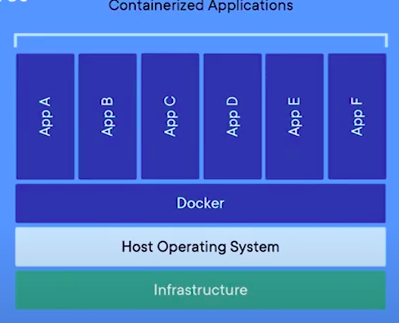 Containerized Applications
App A
App B
App C
App D
App E
App F
Docker
Host Operating System
Infrastructure